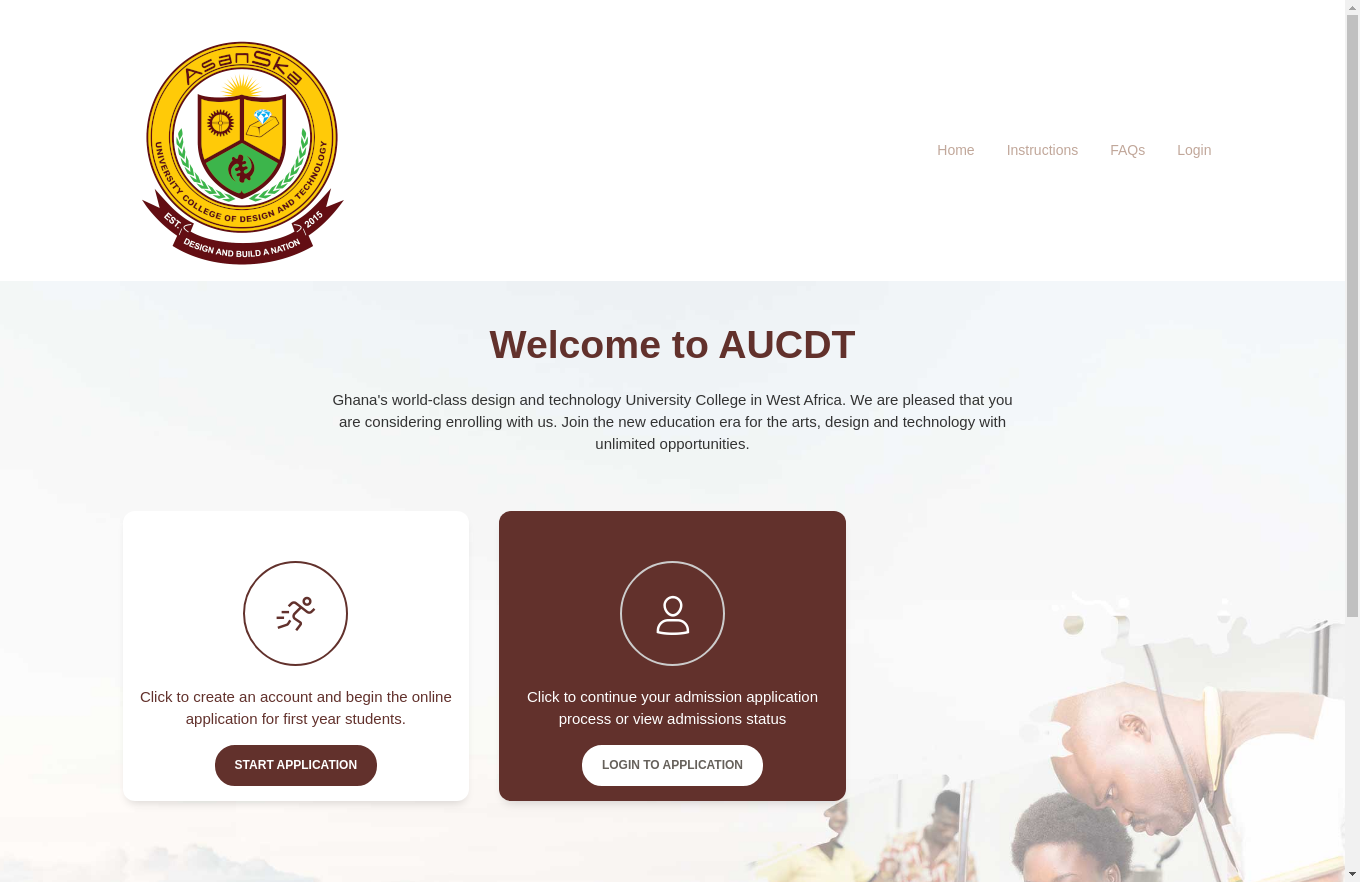 AsanSka
UNIVERSITY COLLEGE OF DESIGN AND TECHNOLOGY
EST. 2015
DESIGN AND BUILD A NATION
Home Instructions FAQs Login
Welcome to AUCDT
Ghana's world-class design and technology University College in West Africa. We are pleased that you
are considering enrolling with us. Join the new education era for the arts, design and technology with
unlimited opportunities.
Click to create an account and begin the online
application for first year students.
START APPLICATION
Click to continue your admission application
process or view admissions status
LOGIN TO APPLICATION